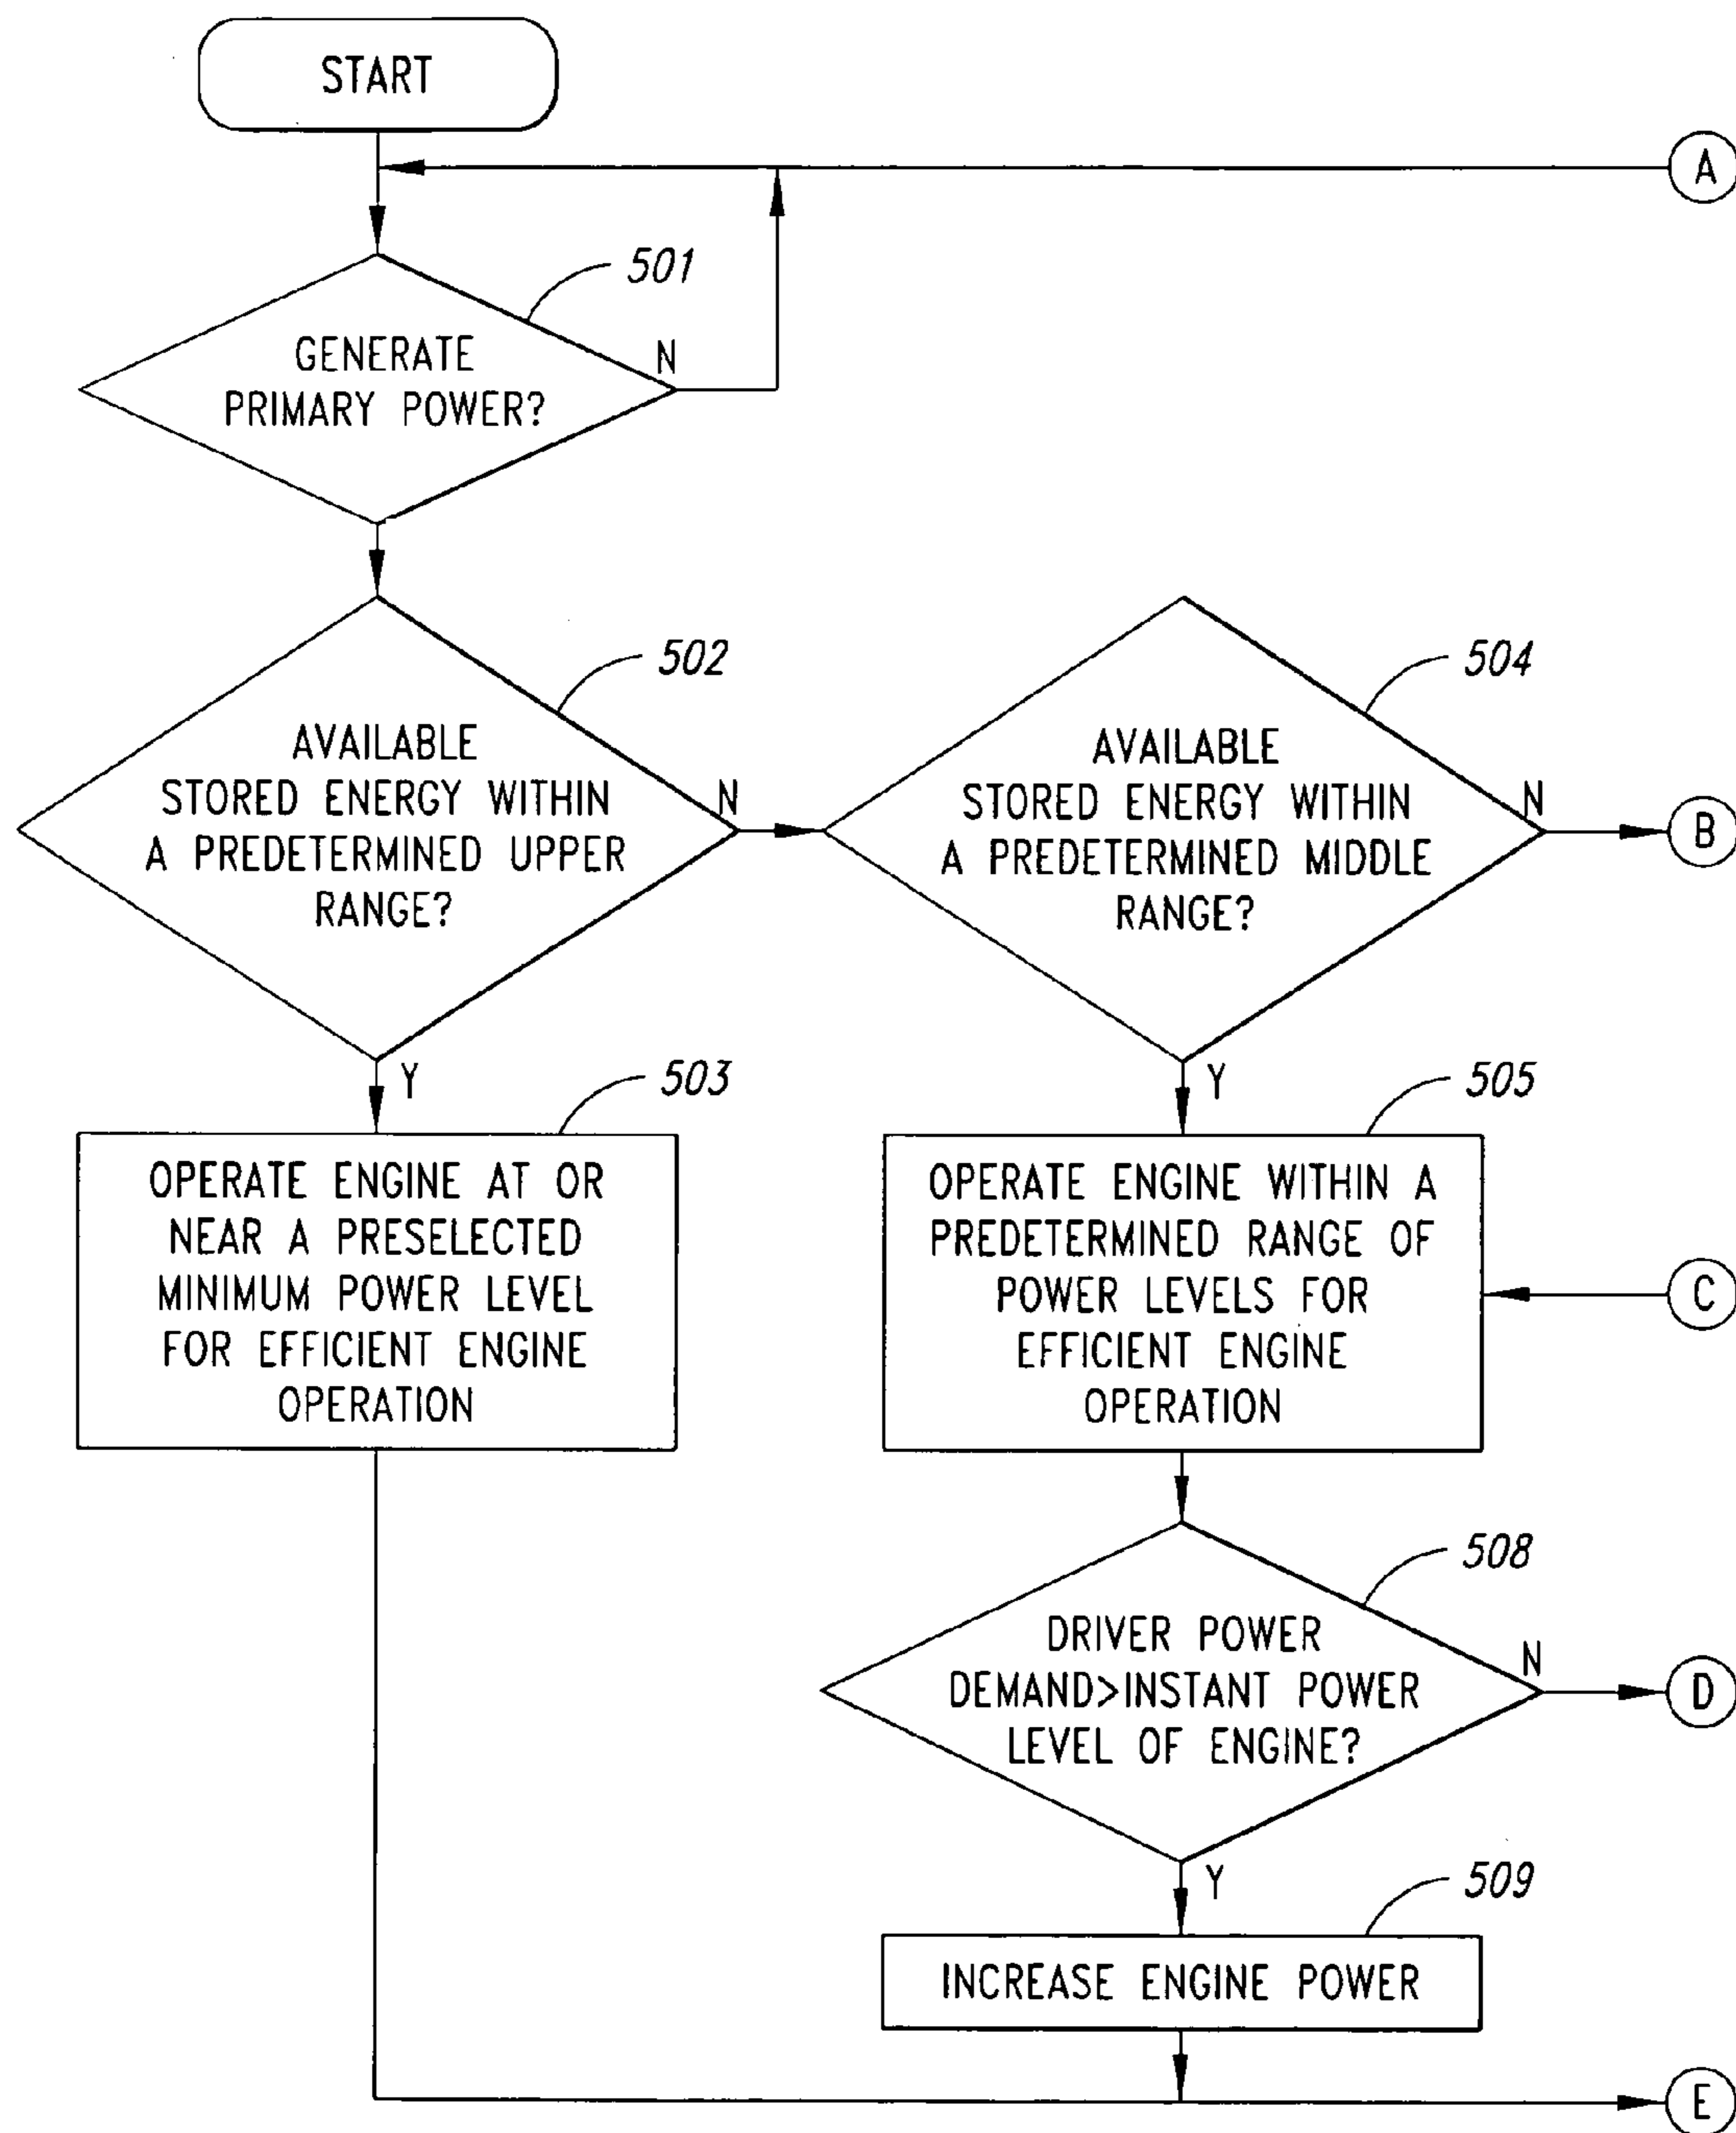 START
A
501
GENERATE
PRIMARY POWER?
N
502
AVAILABLE
STORED ENERGY WITHIN
A PREDETERMINED UPPER
RANGE?
N
Y
504
AVAILABLE
STORED ENERGY WITHIN
A PREDETERMINED MIDDLE
RANGE?
N
B
Y
503
OPERATE ENGINE AT OR
NEAR A PRESELECTED
MINIMUM POWER LEVEL
FOR EFFICIENT ENGINE
OPERATION
505
OPERATE ENGINE WITHIN A
PREDETERMINED RANGE OF
POWER LEVELS FOR
EFFICIENT ENGINE
OPERATION
C
508
DRIVER POWER
DEMAND>INSTANT POWER
LEVEL OF ENGINE?
N
D
Y
509
INCREASE ENGINE POWER
E